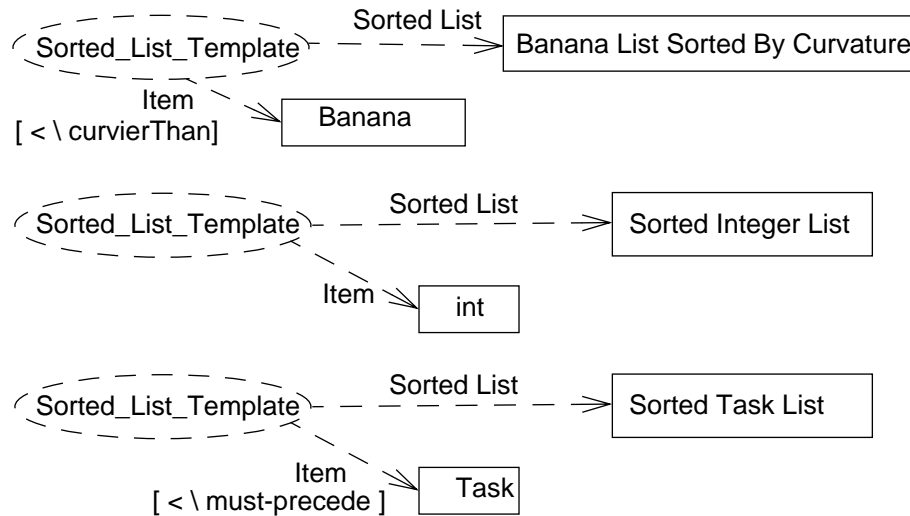 Sorted List
Sorted_List_Template
Banana List Sorted By Curvature
Item
[ < \ curvierThan]
Banana
Sorted List
Sorted_List_Template
Sorted Integer List
Item
int
Sorted List
Sorted_List_Template
Sorted Task List
Item
[ < \ must-precede ]
Task